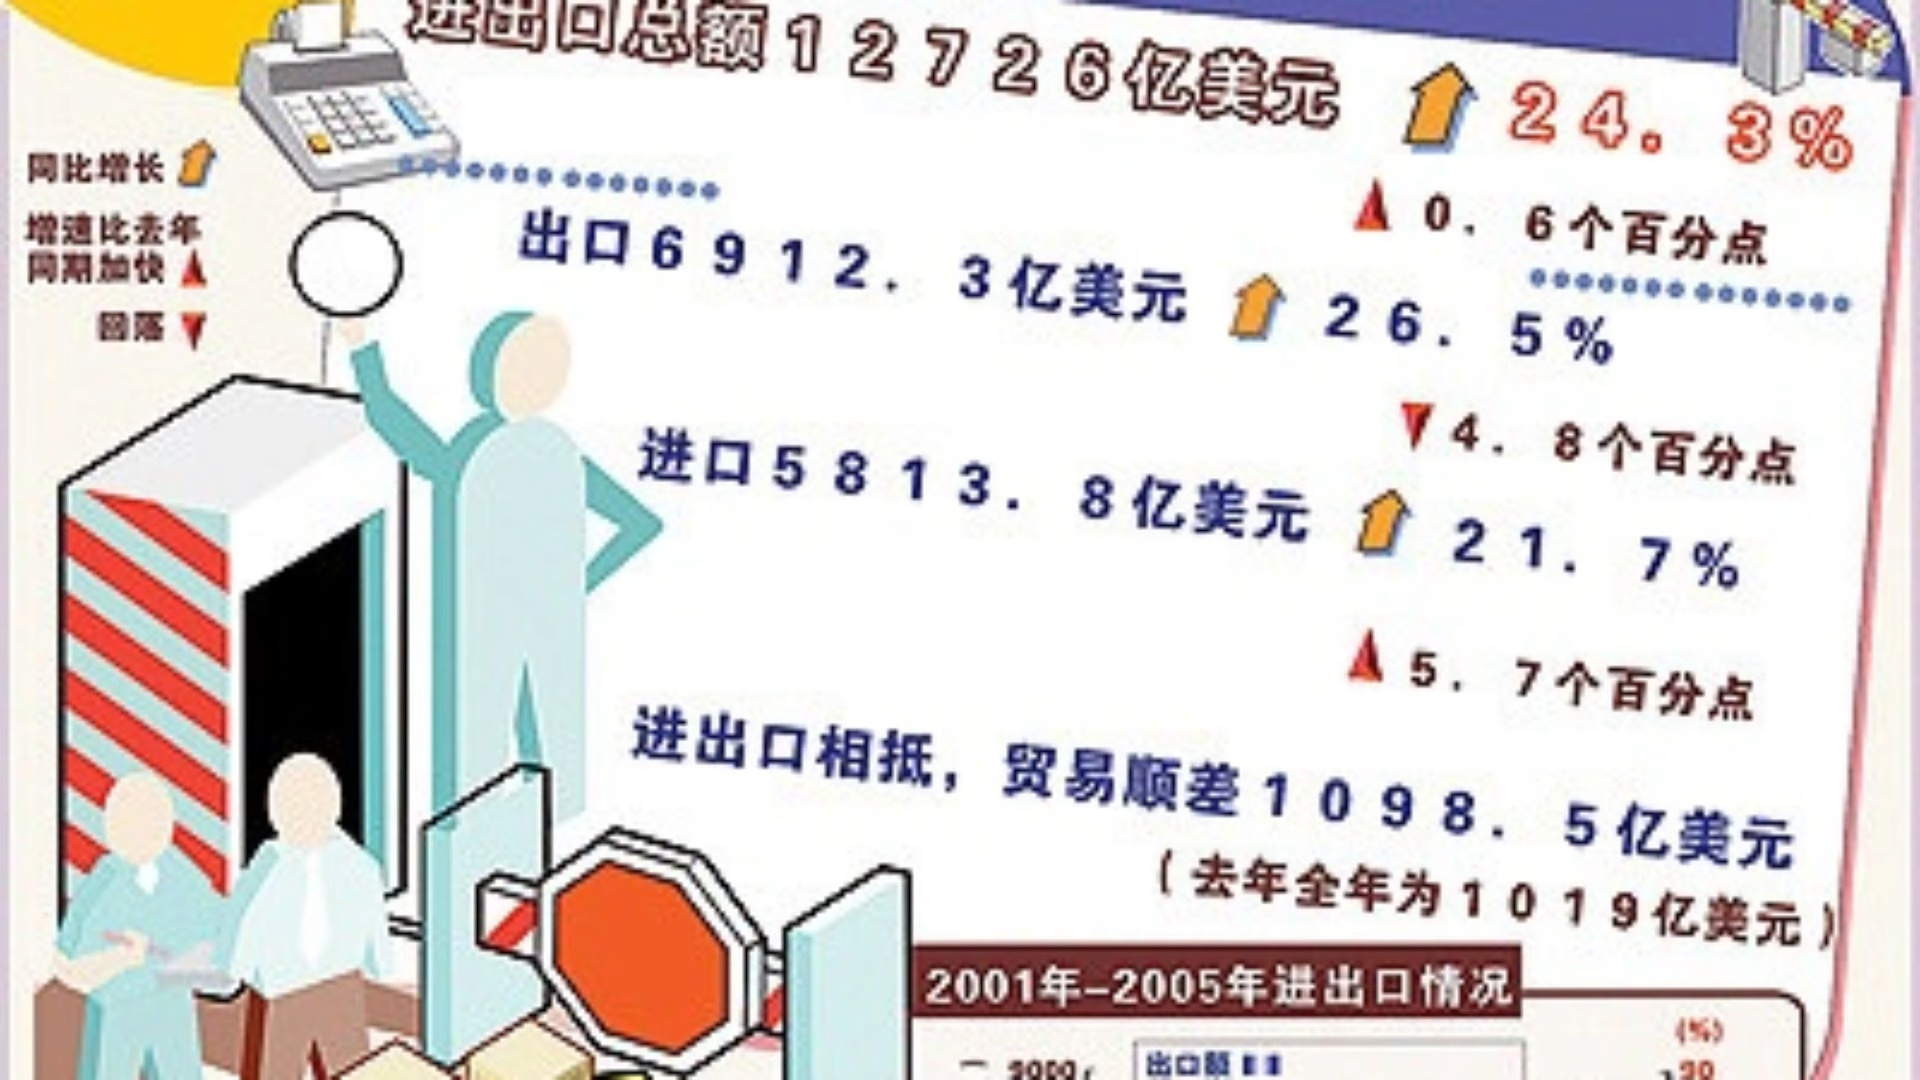 进出口总额12726亿美元 24.3%
0.6个百分点
同比增长
增速比去年
同期加快
回落
出口6912.3亿美元 26.5%
4.8个百分点
进口5813.8亿美元 21.7%
5.7个百分点
进出口相抵，贸易顺差1098.5亿美元
（去年全年为1019亿美元）
2001年-2005年进出口情况
(%)
出口额